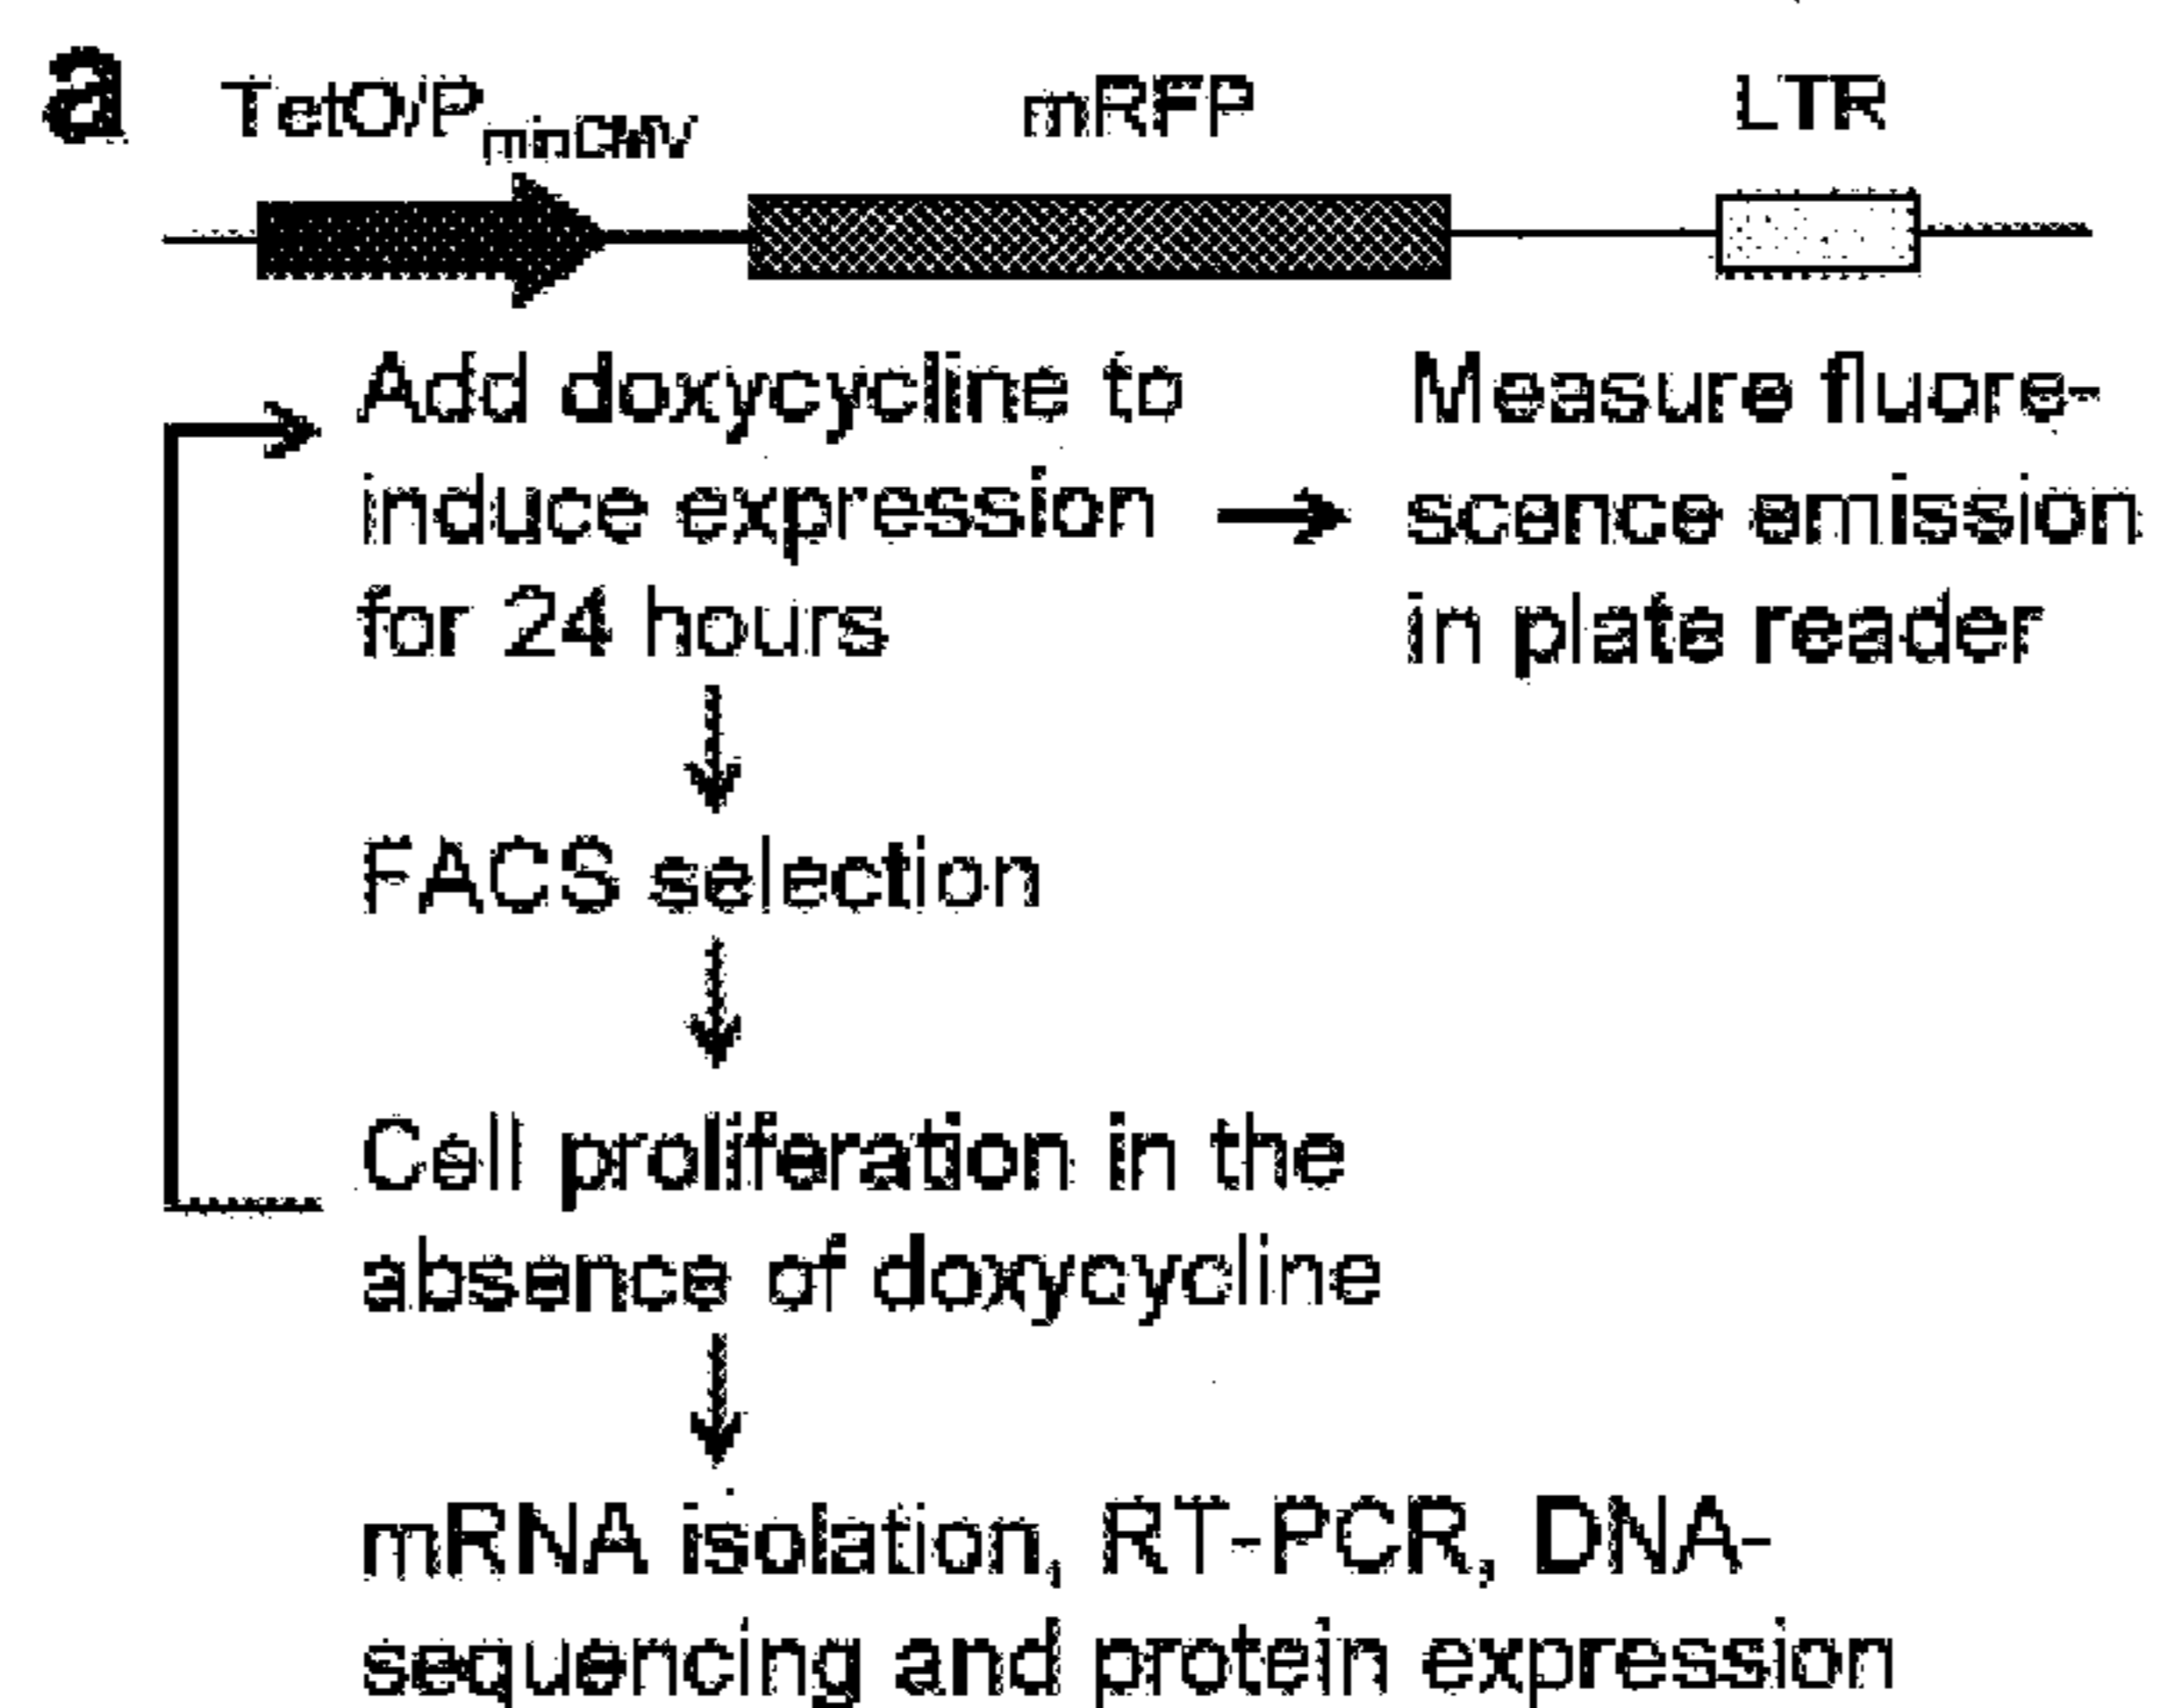 a
TetO/PminCMV mRFP LTR
Add doxycycline to
induce expression
for 24 hours
Measure fluore-
scence emission
in plate reader
FACS selection
Cell proliferation in the
absence of doxycycline
mRNA isolation, RT-PCR, DNA-
sequencing and protein expression